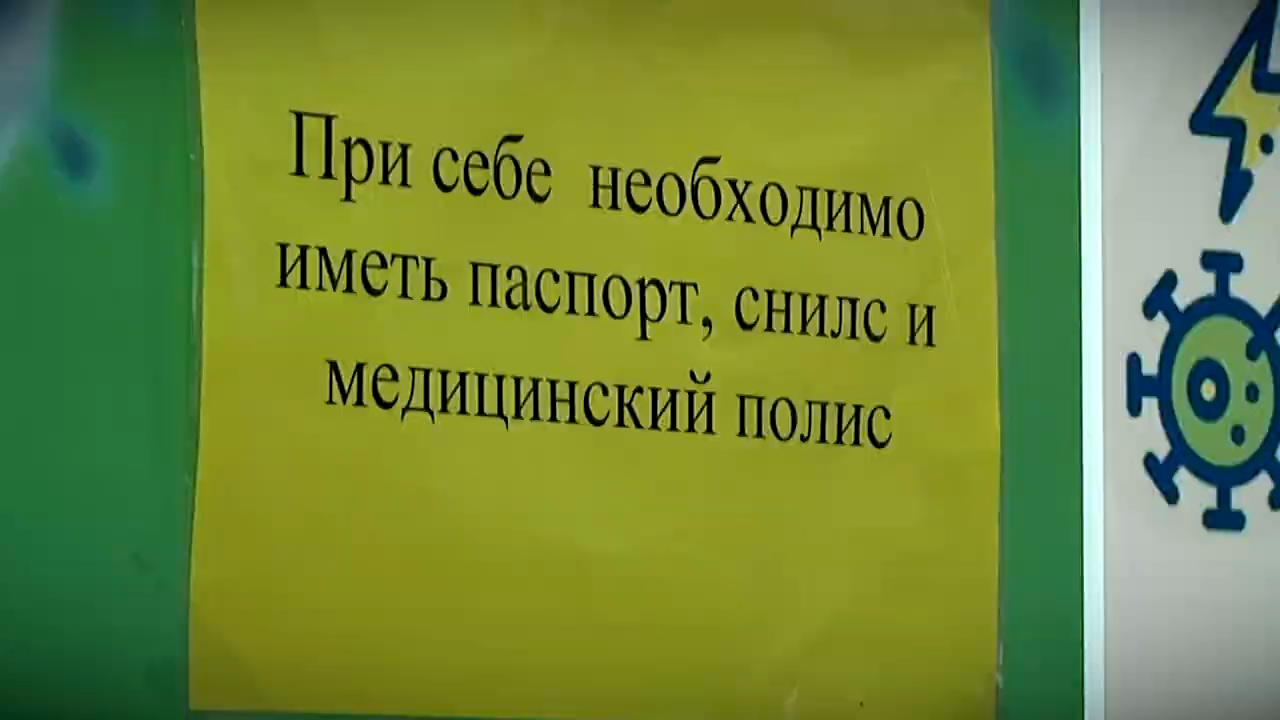 При себе необходимо
иметь паспорт, снилс и
медицинский полис